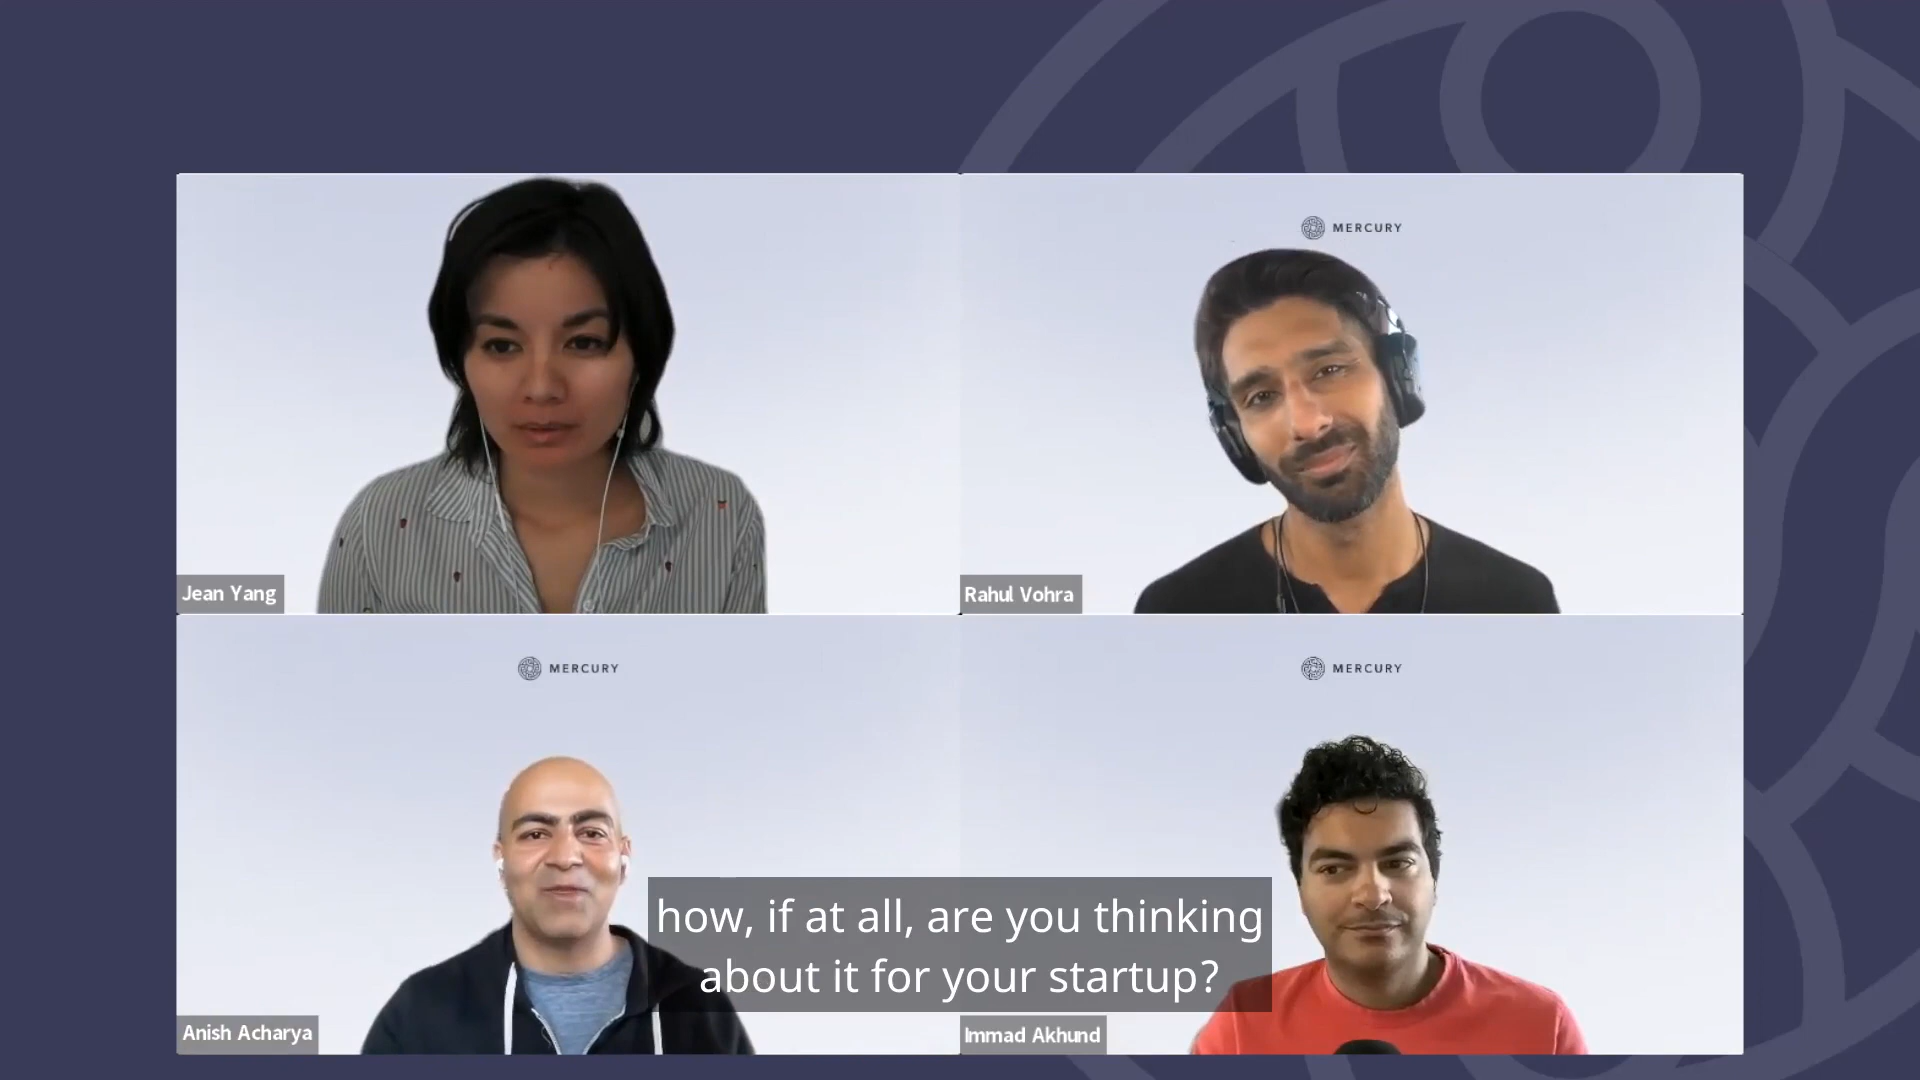 MERCURY
Jean Yang
Rahul Vohra
MERCURY
MERCURY
how, if at all, are you thinking
about it for your startup?
Anish Acharya
Immad Akhund